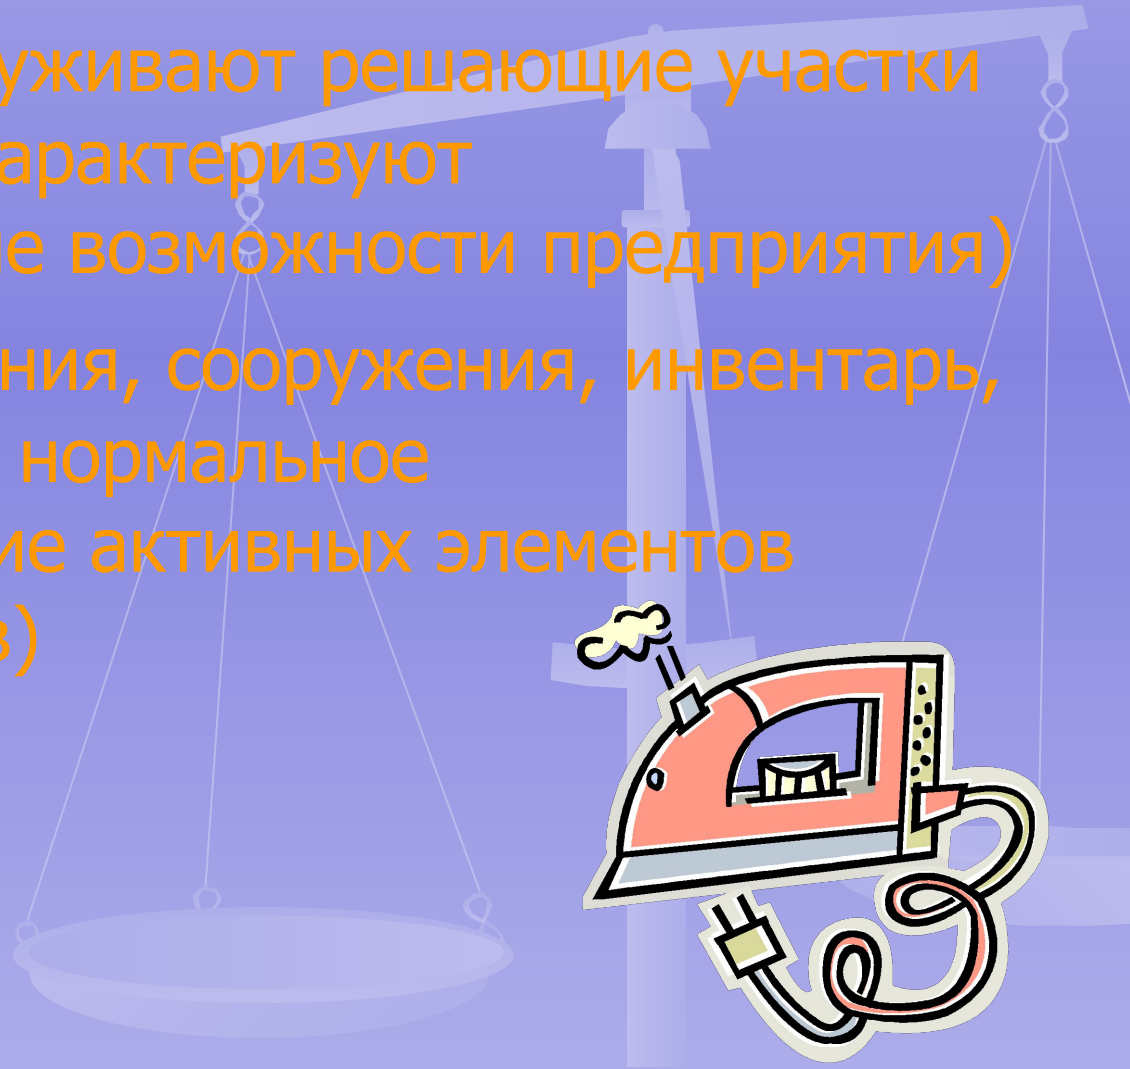 уживают решающие участки
арактеризуют
ие возможности предприятия)
ния, сооружения, инвентарь,
нормальное
ие активных элементов
в)